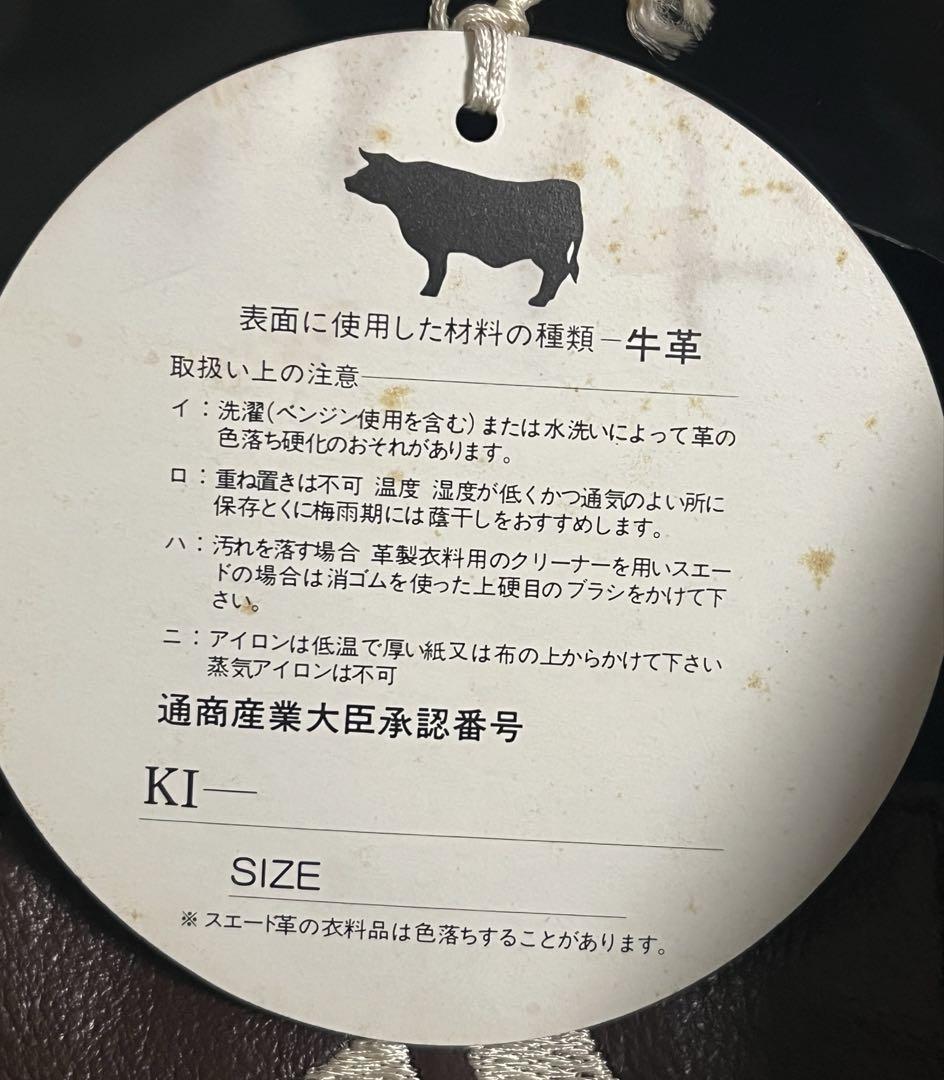 表面に使用した材料の種類－牛革
取扱い上の注意
イ：洗濯(ベンジン使用を含む)または水洗いによって革の
色落ち硬化のおそれがあります。
ロ：重ね置きは不可 温度 湿度が低くかつ通気のよい所に
保存とくに梅雨期には蔭干しをおすすめします。
ハ：汚れを落す場合 革製衣料用のクリーナーを用いスエー
ドの場合は消ゴムを使った上硬目のブラシをかけて下
さい。
ニ：アイロンは低温で厚い紙又は布の上からかけて下さい
蒸気アイロンは不可
通商産業大臣承認番号
KI—
SIZE
※スエード革の衣料品は色落ちすることがあります。